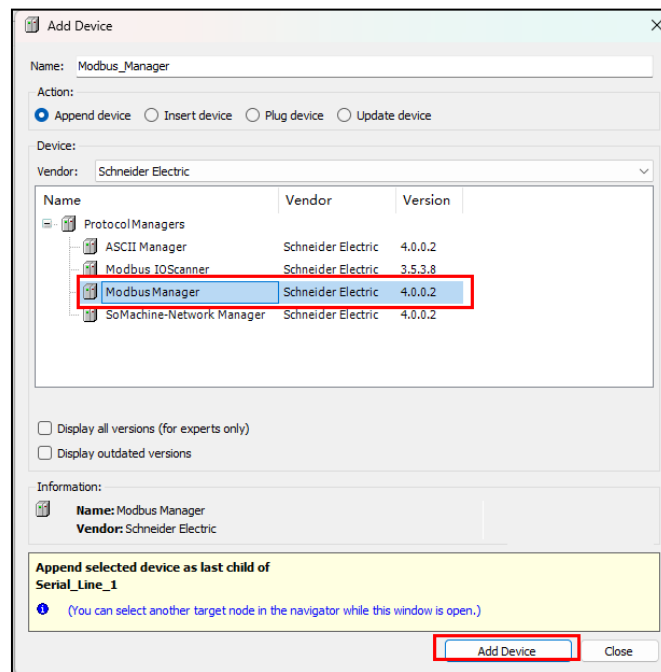 Add Device
Name: Modbus_Manager
Action:
Append device Insert device Plug device Update device
Device:
Vendor: Schneider Electric
Name Vendor Version
ProtocolManagers
ASCII Manager Schneider Electric 4.0.0.2
Modbus IOScanner Schneider Electric 3.5.3.8
ModbusManager Schneider Electric 4.0.0.2
SoMachine-Network Manager Schneider Electric 4.0.0.2
Display all versions (for experts only)
Display outdated versions
Information:
Name: Modbus Manager
Vendor: Schneider Electric
Append selected device as last child of
Serial_Line_1
(You can select another target node in the navigator while this window is open.)
Add Device Close